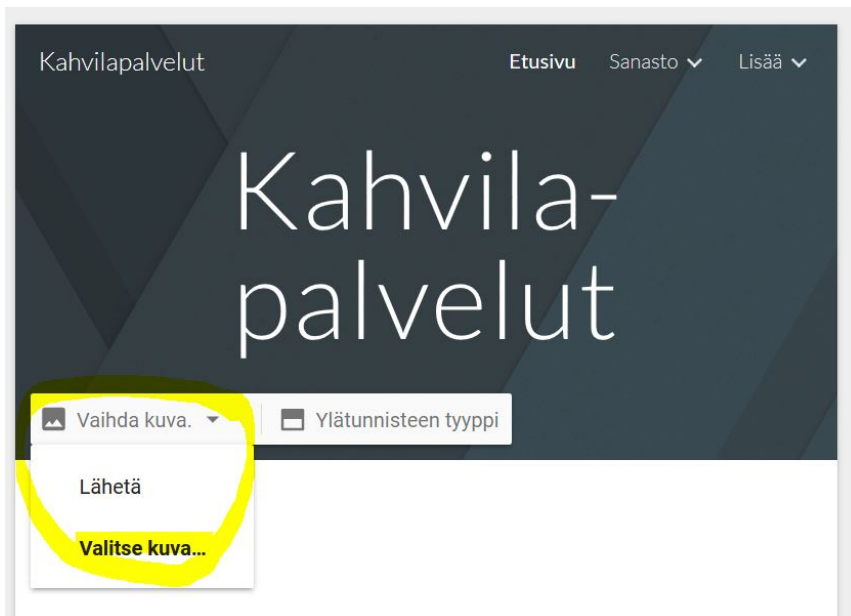 Kahvilapalvelut Etusivu Sanasto Lisää
Kahvila-
palvelut
Vaihda kuva. Ylätunnisteen tyyppi
Lähetä
Valitse kuva...